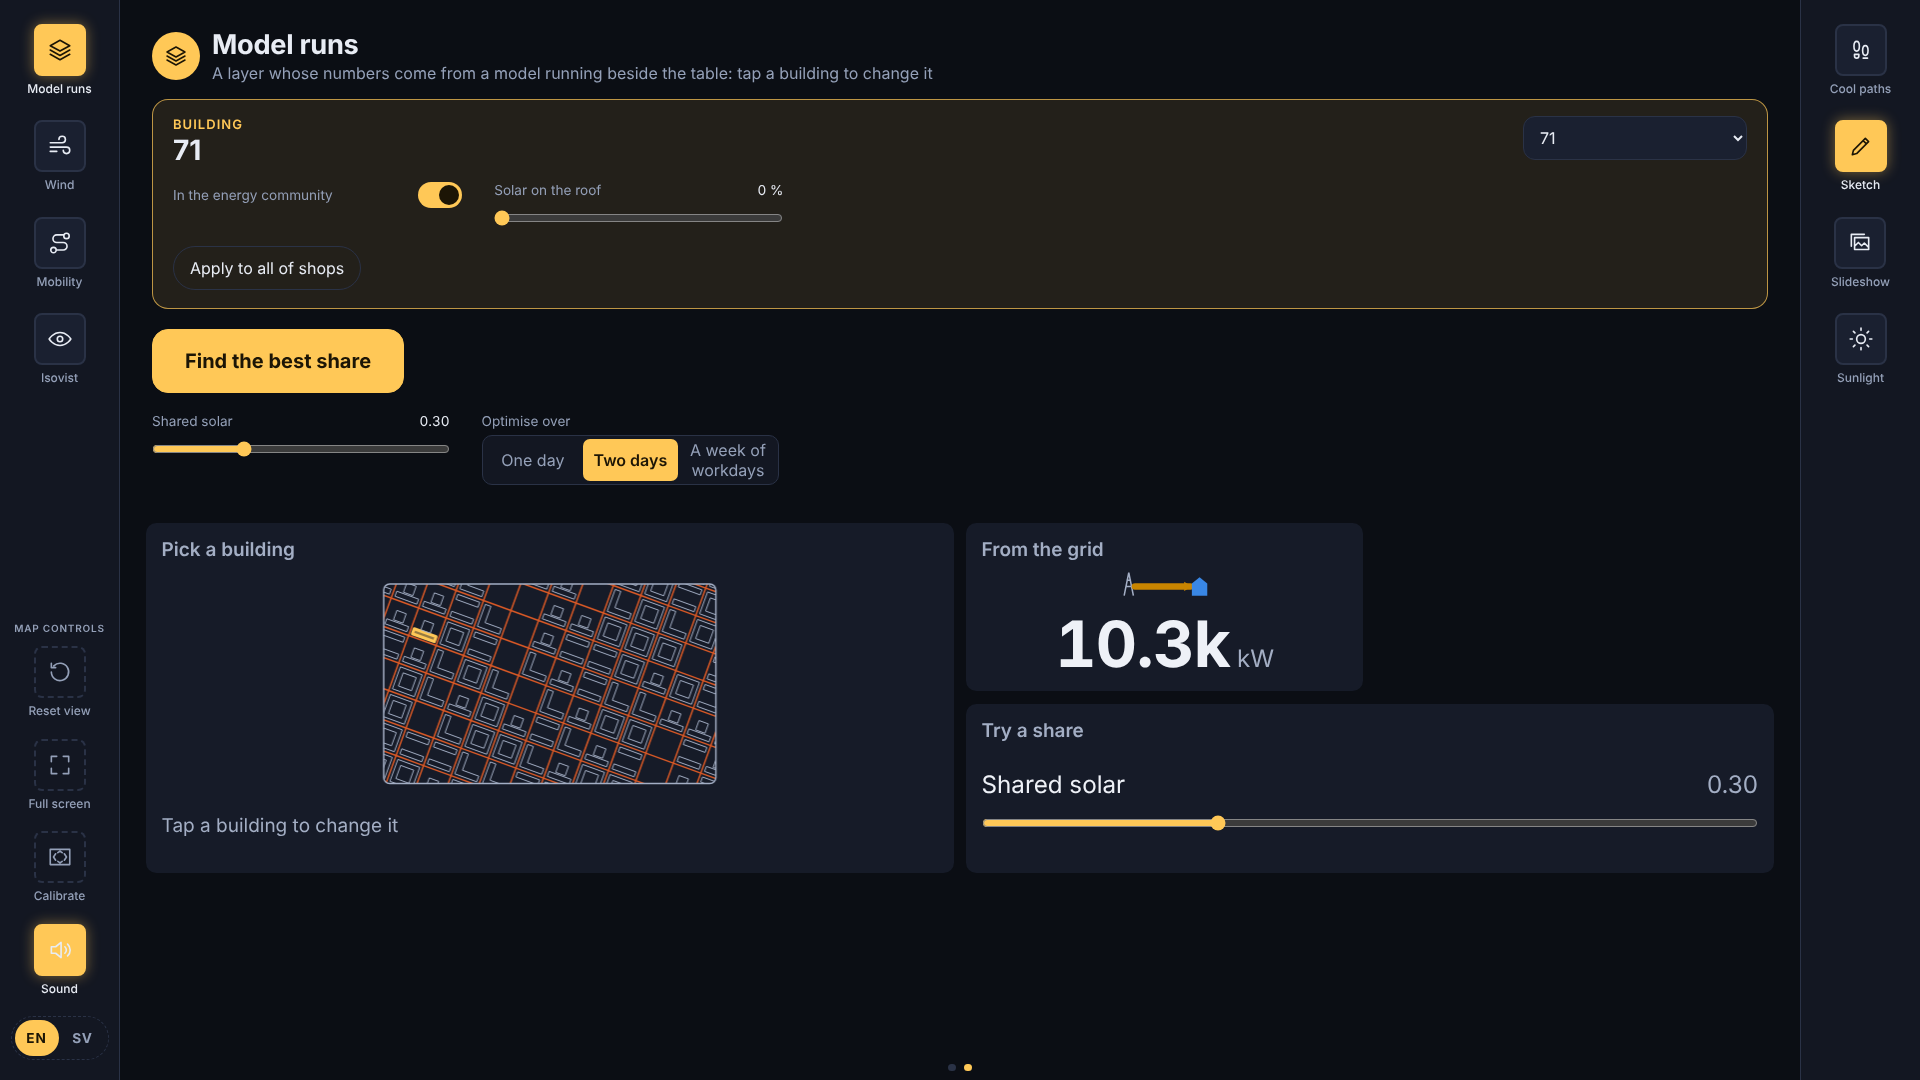 Model runs
Wind
Mobility
Isovist
MAP CONTROLS
Reset view
Full screen
Calibrate
Sound
EN SV
Model runs
A layer whose numbers come from a model running beside the table: tap a building to change it
BUILDING
71
71
In the energy community
Solar on the roof 0 %
Apply to all of shops
Find the best share
Shared solar 0.30
Optimise over
One day
Two days
A week of
workdays
Pick a building
Tap a building to change it
From the grid
10.3k kW
Try a share
Shared solar 0.30
Cool paths
Sketch
Slideshow
Sunlight